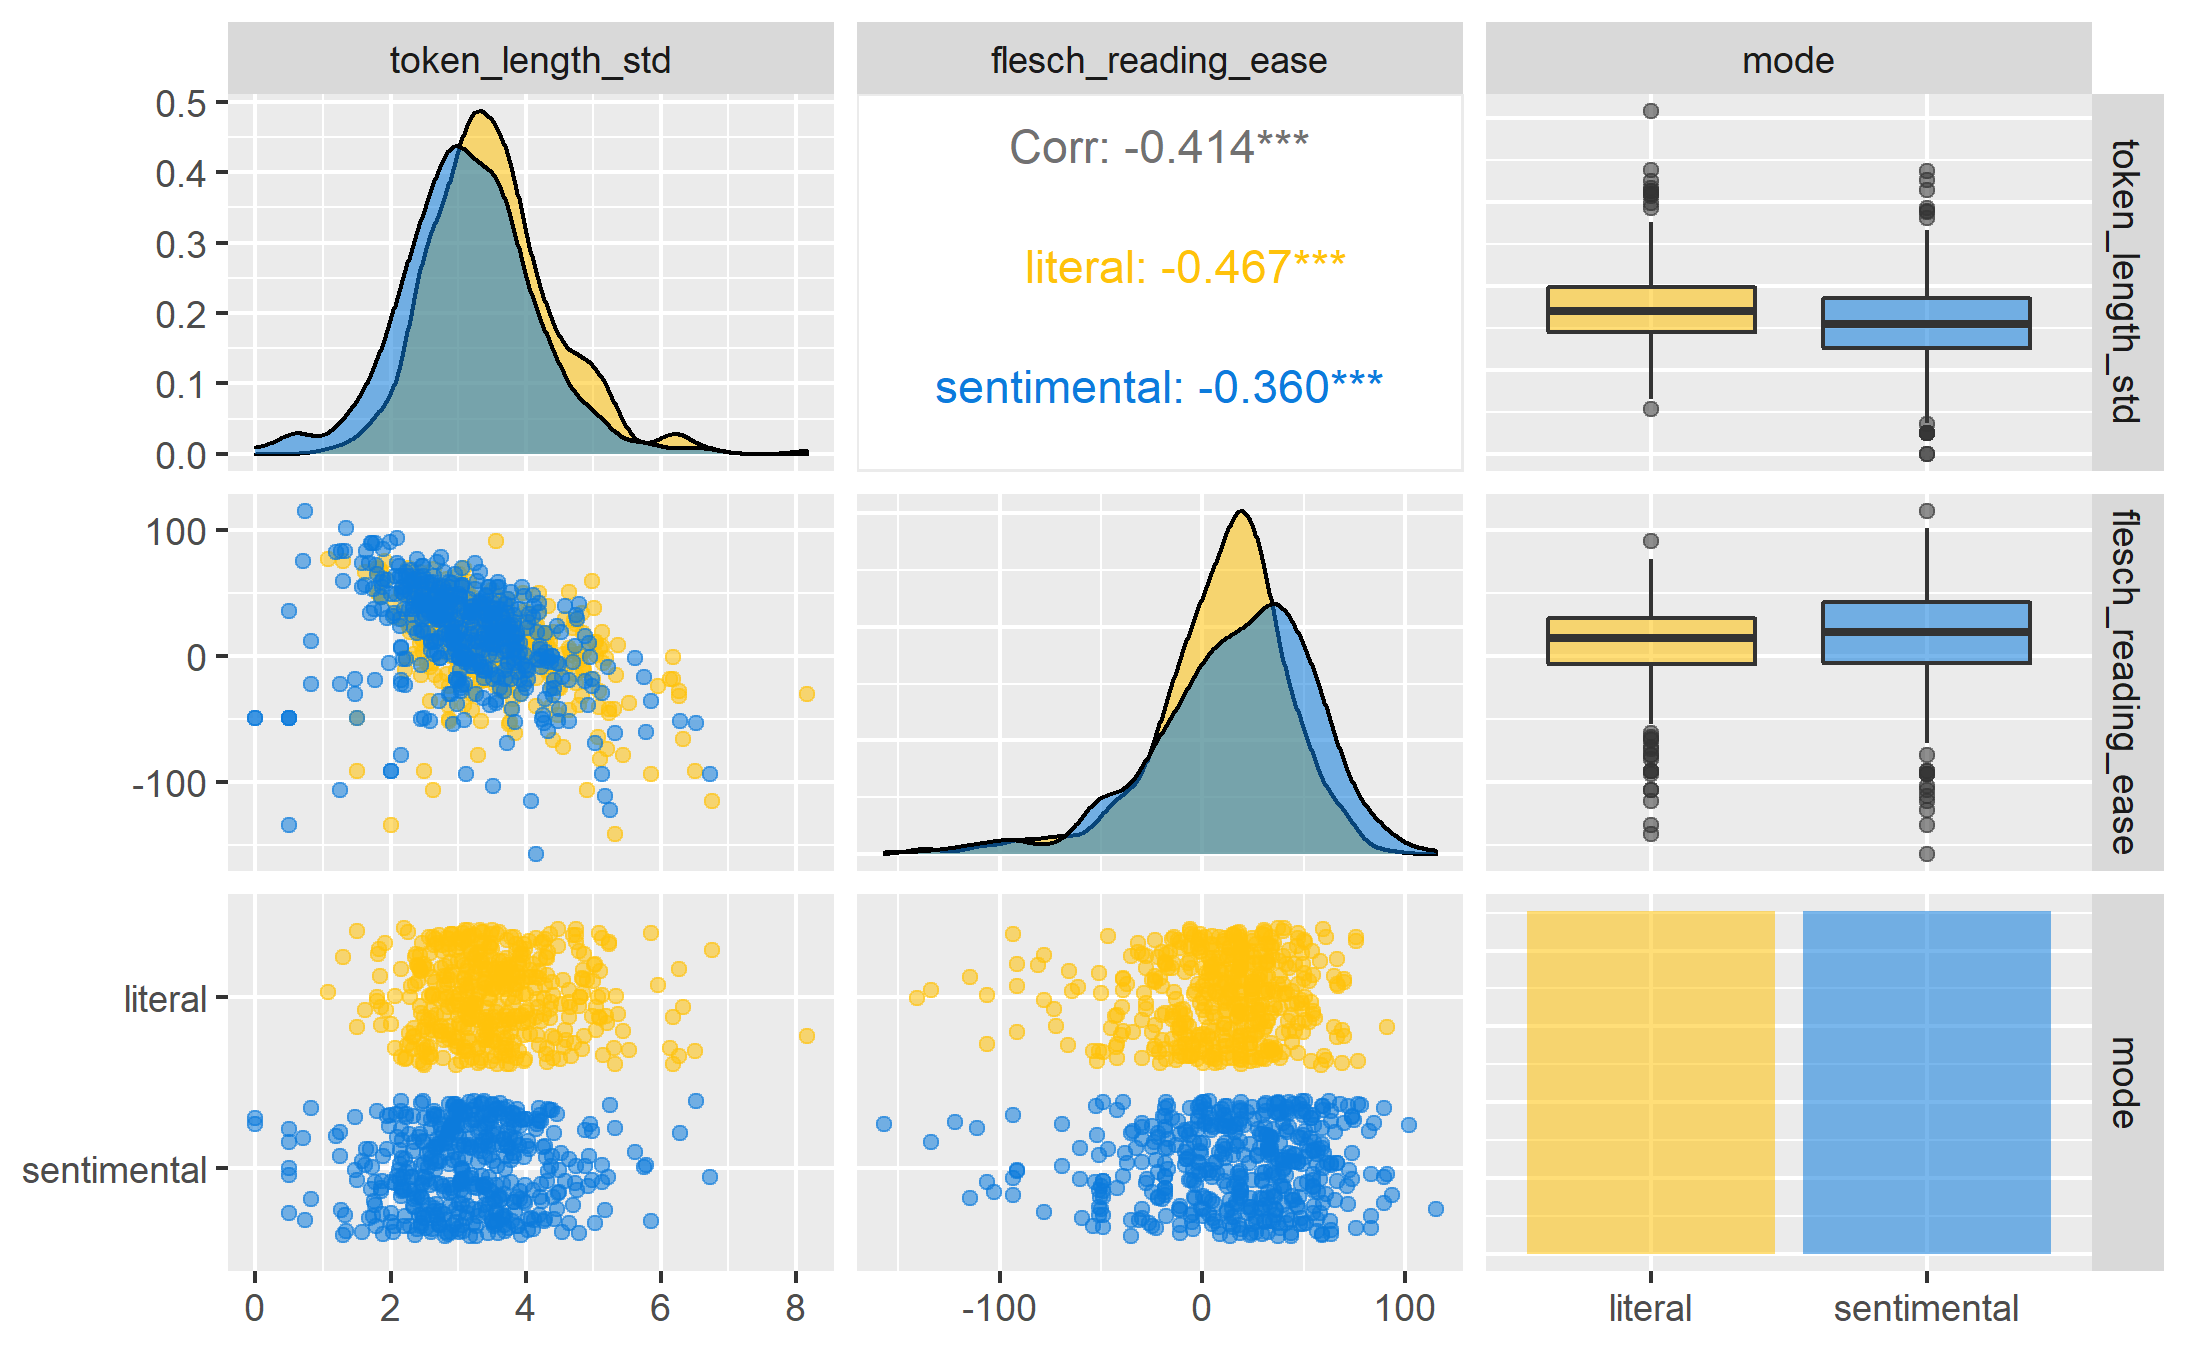 token_length_std
flesch_reading_ease
mode
0.5
0.4
0.3
0.2
0.1
0.0
Corr: -0.414***
literal: -0.467***
sentimental: -0.360***
token_length_std
100
0
-100
flesch_reading_ease
literal
sentimental
mode
0
2
4
6
8
-100
0
100
literal
sentimental